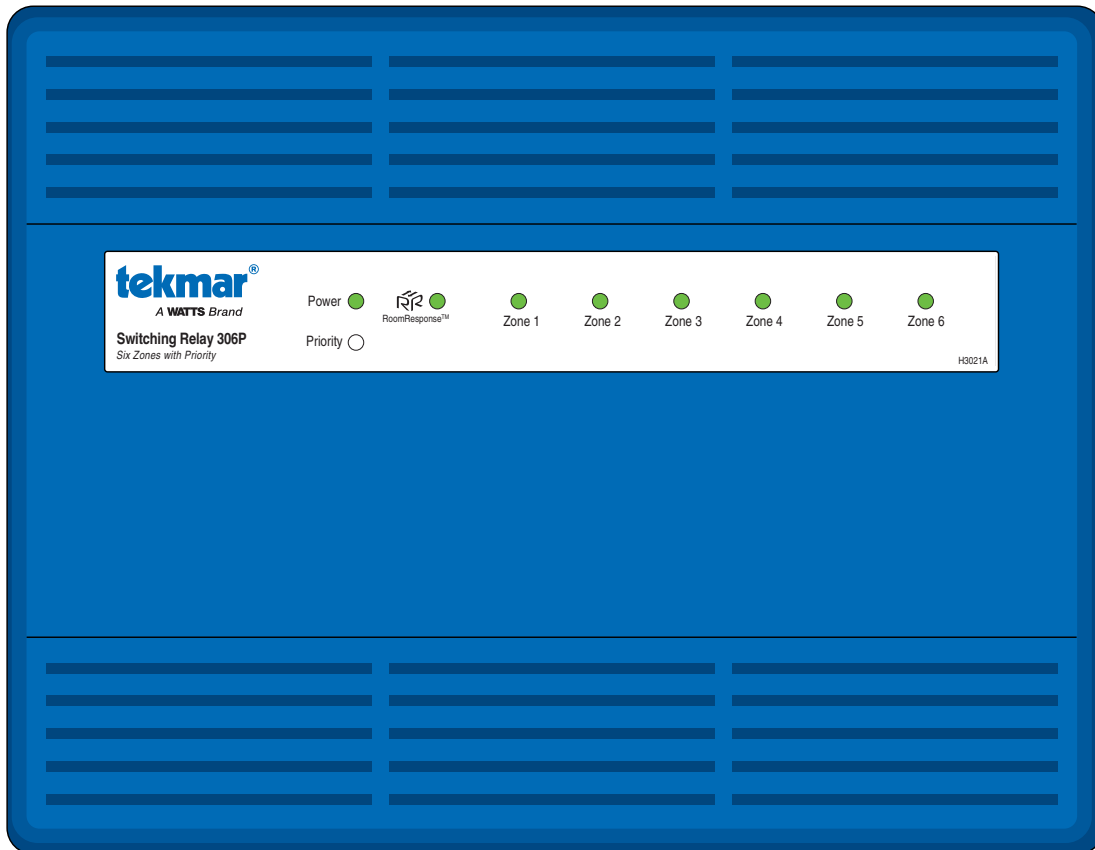 tekmar®
A WATTS Brand
Switching Relay 306P
Six Zones with Priority
Power
Priority
RoomResponse™
Zone 1
Zone 2
Zone 3
Zone 4
Zone 5
Zone 6
H3021A